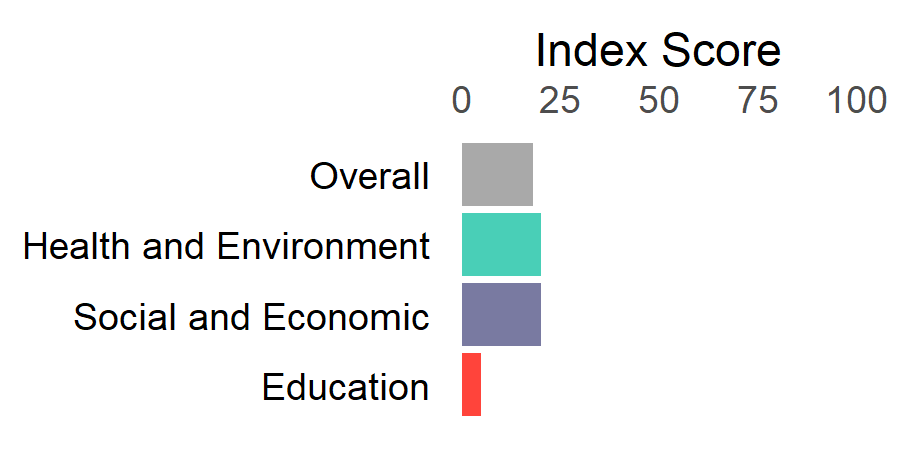 Index Score
0 25 50 75 100
Overall
Health and Environment
Social and Economic
Education